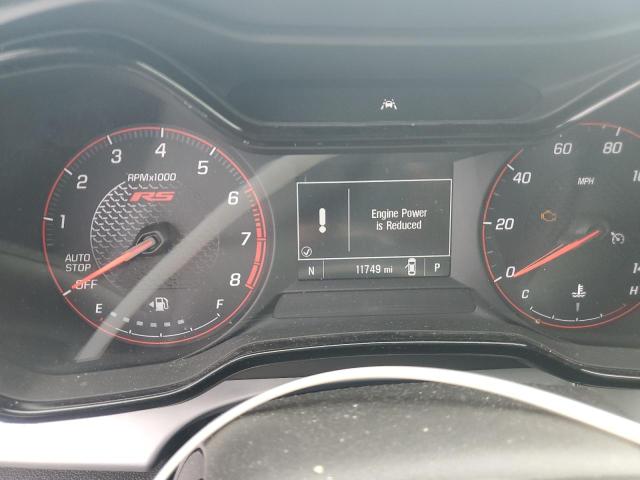 1 2 3 4 5 6 7 8
RPMx1000
RS
AUTO
STOP
OFF
E F
Engine Power
is Reduced
N 11749 mi P
0 20 40 60 80
MPH
C H